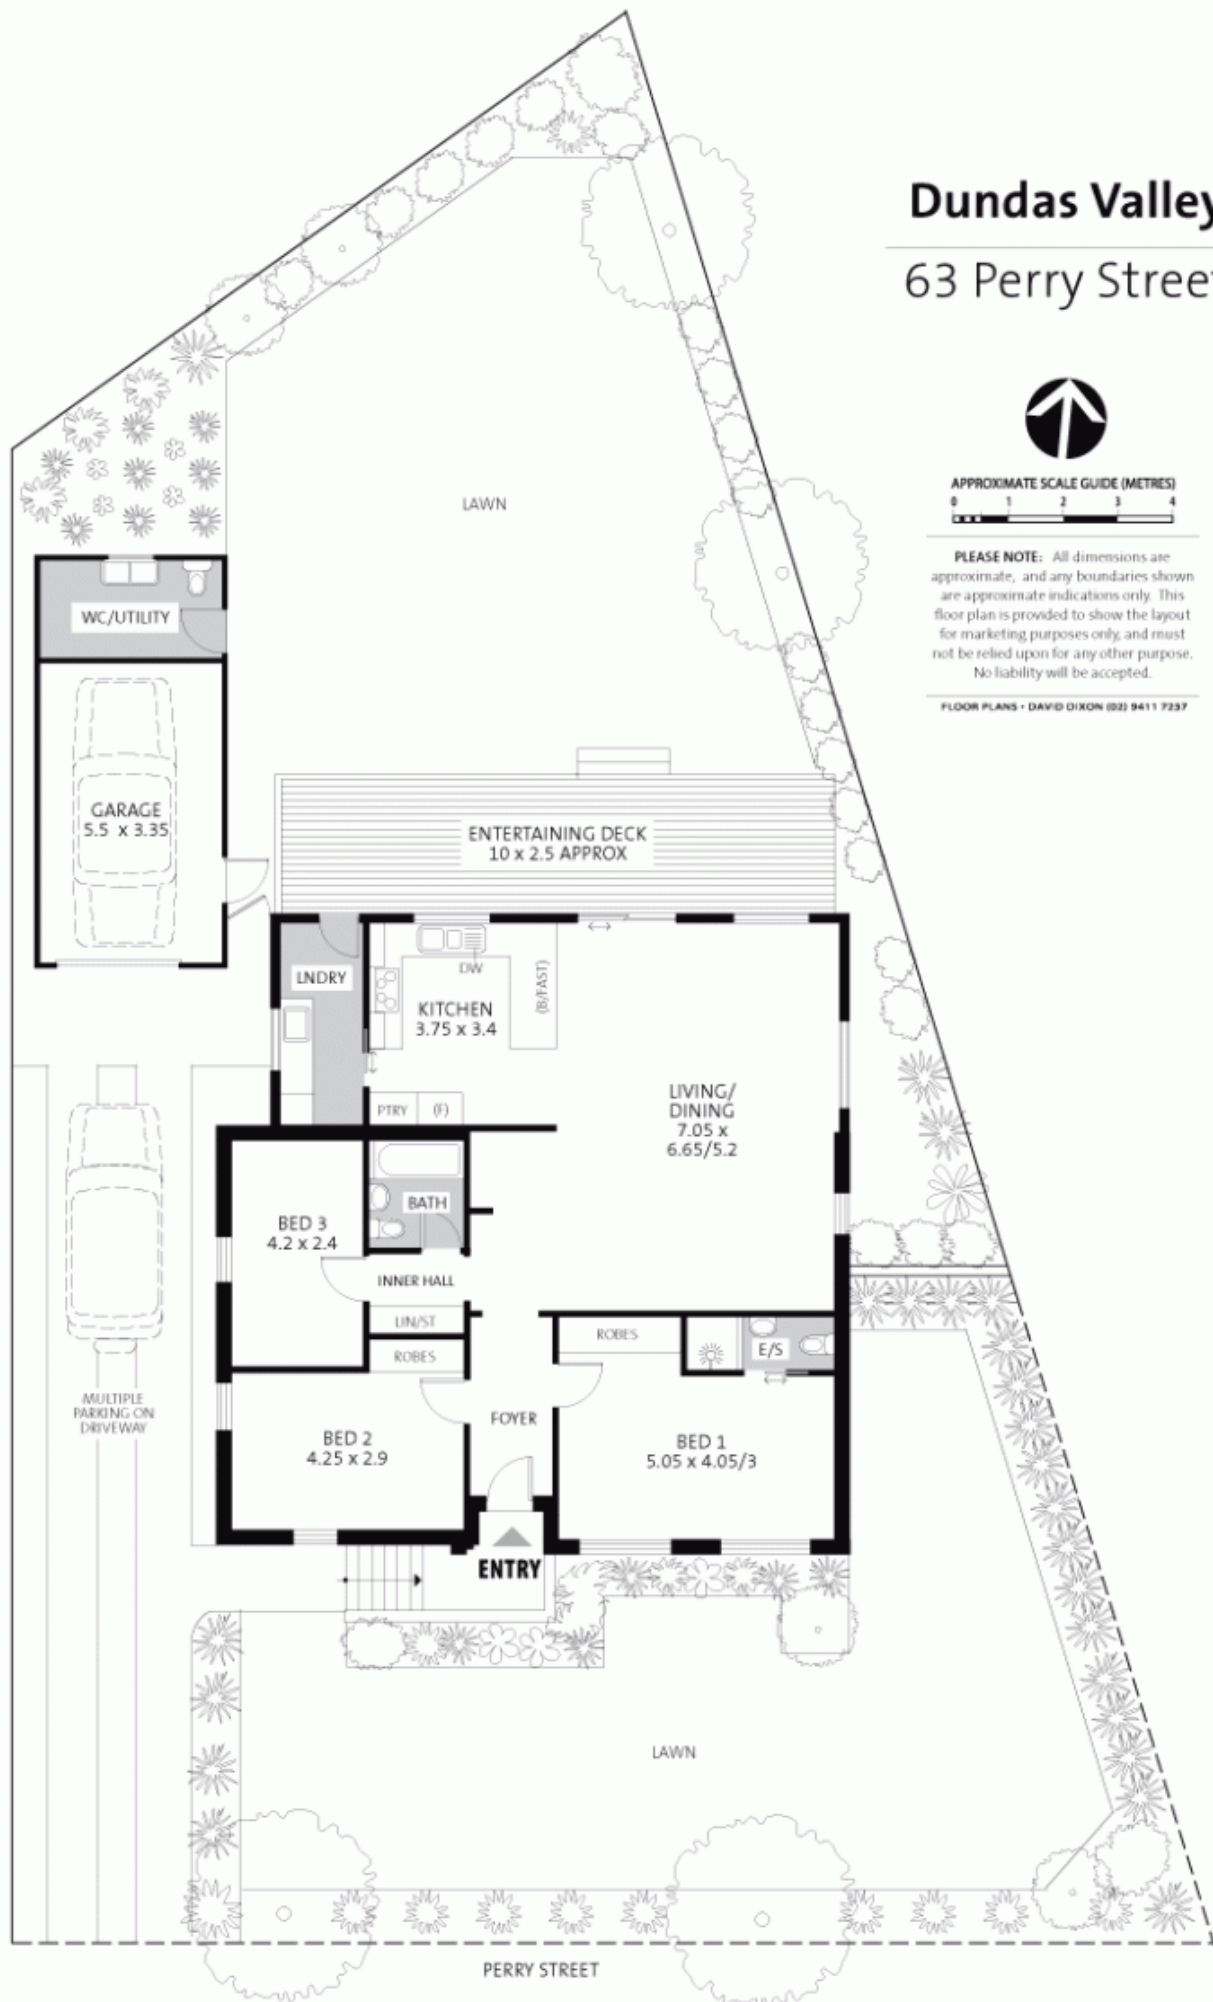 Dundas Valley
63 Perry Street
APPROXIMATE SCALE GUIDE (METRES)
0 1 2 3 4
PLEASE NOTE: All dimensions are
approximate, and any boundaries shown
are approximate indications only. This
floor plan is provided to show the layout
for marketing purposes only, and must
not be relied upon for any other purpose.
No liability will be accepted.
FLOOR PLANS • DAVID DIXON (02) 9411 7237
LAWN
WC/UTILITY
GARAGE
5.5 x 3.35
ENTERTAINING DECK
10 x 2.5 APPROX
LNDRY
DW
KITCHEN
3.75 x 3.4
(B/FAST)
PTRY
(F)
LIVING/
DINING
7.05 x
6.65/5.2
BED 3
4.2 x 2.4
BATH
INNER HALL
LIN/ST
ROBES
ROBES
E/S
MULTIPLE
PARKING ON
DRIVEWAY
BED 2
4.25 x 2.9
FOYER
BED 1
5.05 x 4.05/3
ENTRY
LAWN
PERRY STREET